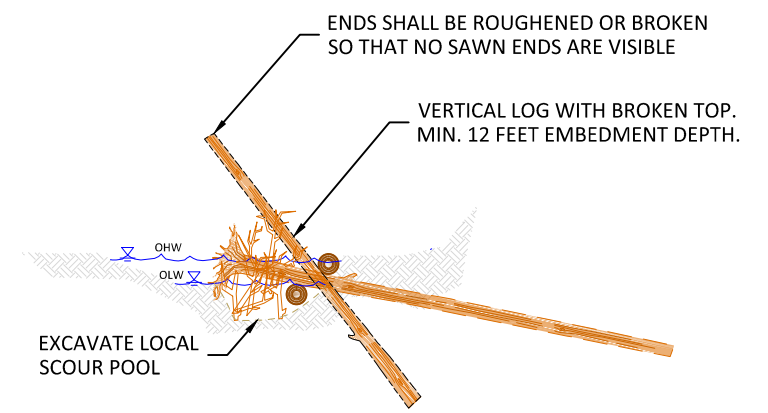 ENDS SHALL BE ROUGHENED OR BROKEN
SO THAT NO SAWN ENDS ARE VISIBLE
VERTICAL LOG WITH BROKEN TOP.
MIN. 12 FEET EMBEDMENT DEPTH.
OHW
OLW
EXCAVATE LOCAL
SCOUR POOL